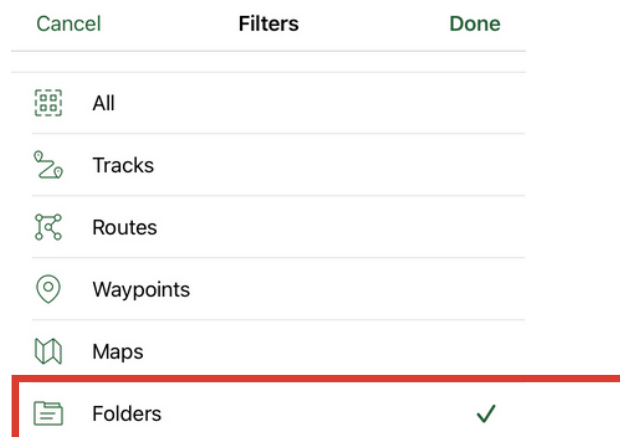 Cancel Filters Done
All
Tracks
Routes
Waypoints
Maps
Folders